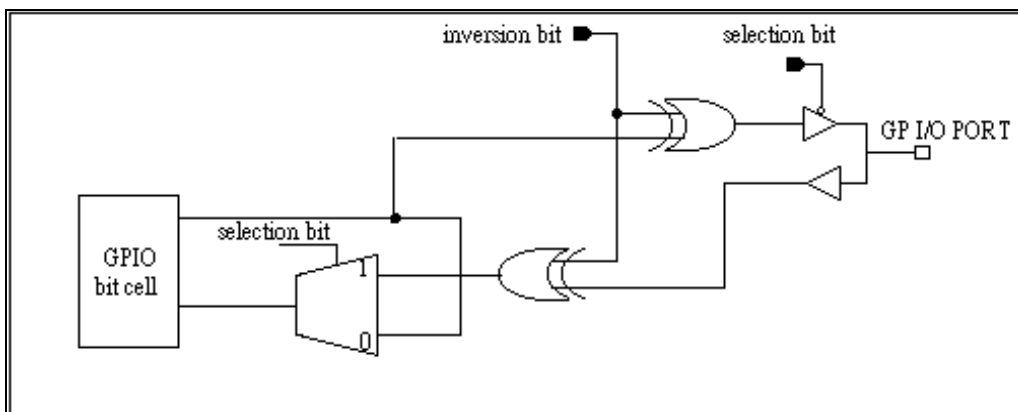 inversion bit
selection bit
GP I/O PORT
selection bit
GPIO
bit cell
1
0